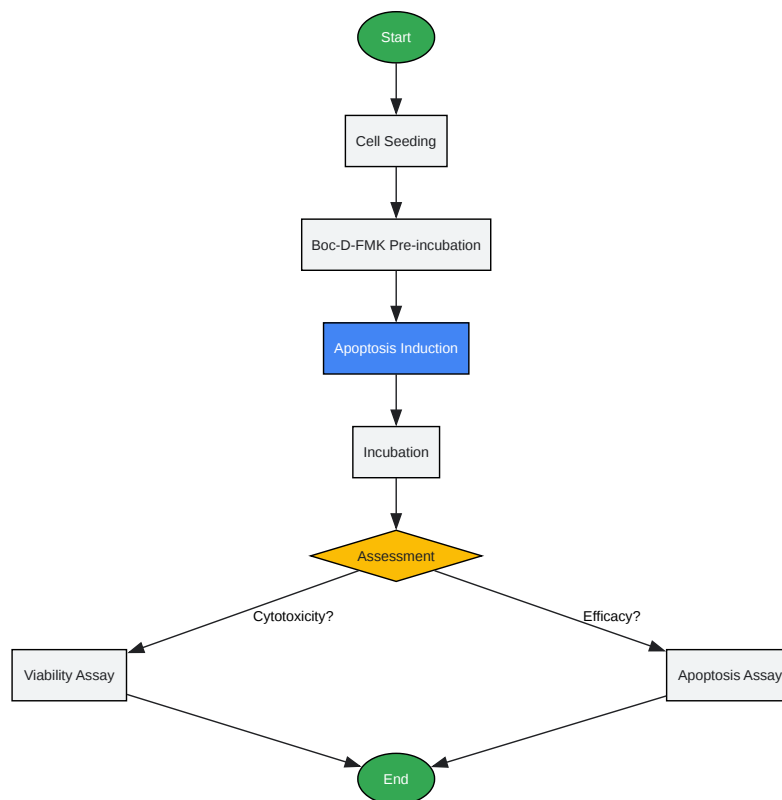 Start
Cell Seeding
Boc-D-FMK Pre-incubation
Apoptosis Induction
Incubation
Assessment
Cytotoxicity?
Efficacy?
Viability Assay
Apoptosis Assay
End